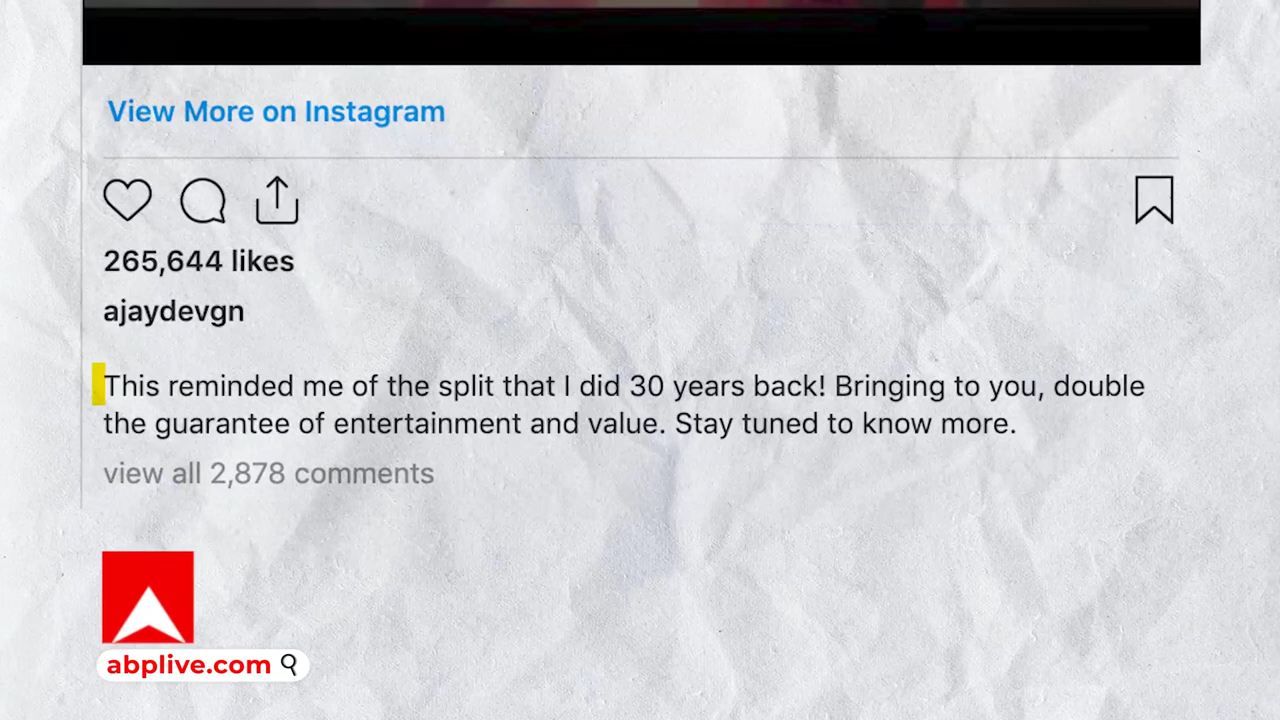 View More on Instagram
265,644 likes
ajaydevgn
This reminded me of the split that I did 30 years back! Bringing to you, double
the guarantee of entertainment and value. Stay tuned to know more.
view all 2,878 comments
abplive.com